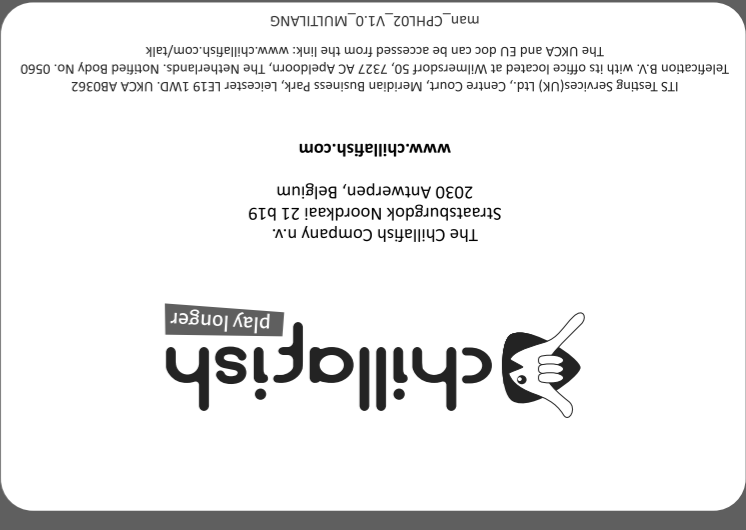 chillafish
play longer
The Chillafish Company n.v.
Straatsburgdok Noordkaai 21 b19
2030 Antwerpen, Belgium
www.chillafish.com
ITS Testing Services(UK) Ltd., Centre Court, Meridian Business Park, Leicester LE19 1WD. UKCA AB0362
Telefication B.V. with its office located at Wilmersdorf 50, 7327 AC Apeldoorn, The Netherlands. Notified Body No. 0560
The UKCA and EU doc can be accessed from the link: www.chillafish.com/talk
man_CPHL02_V1.0_MULTILANG